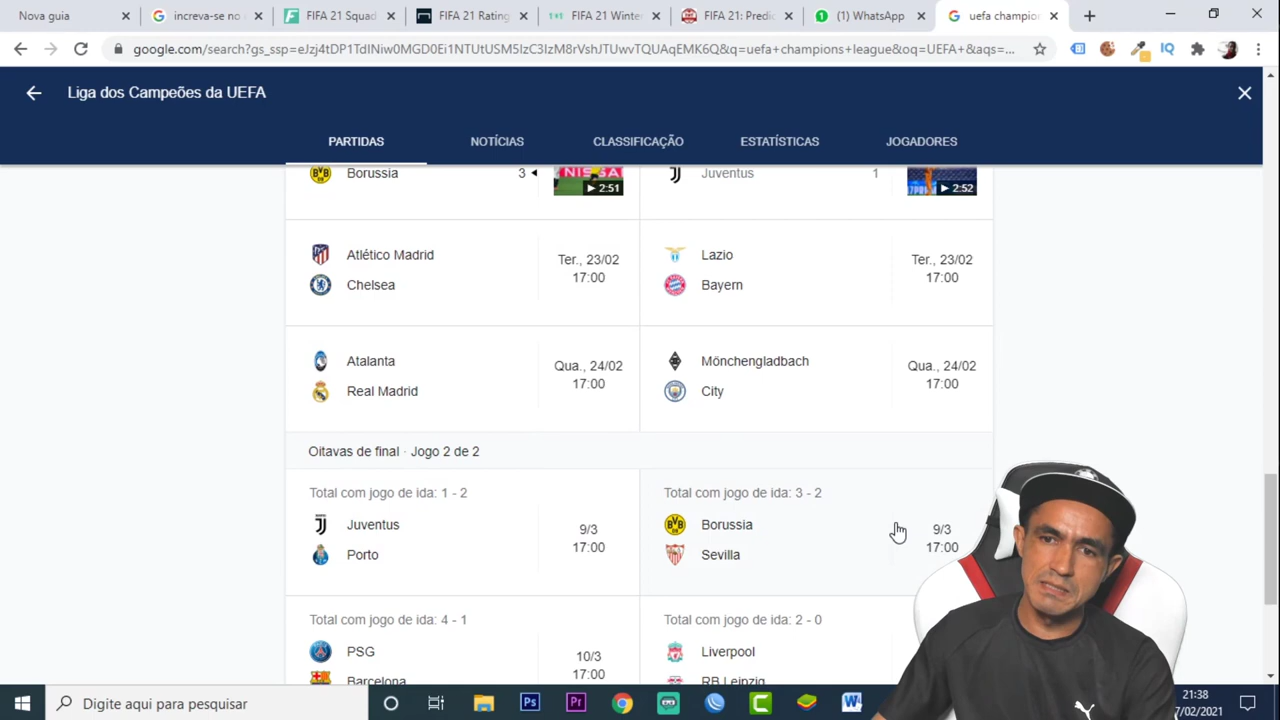 Nova guia
increva-se no
FIFA 21 Squad
FIFA 21 Rating
FIFA 21 Winter
FIFA 21: Predic
(1) WhatsApp
uefa champion
google.com/search?gs_ssp=eJzj4tDP1TdINiw0MGD0Ei1NTUtUSM5IzC3IzM8rVshJTUwvTQUAqEMK6Q&q=uefa+champions+league&oq=UEFA+&aqs=...
IQ
Liga dos Campeões da UEFA
PARTIDAS
NOTÍCIAS
CLASSIFICAÇÃO
ESTATÍSTICAS
JOGADORES
Borussia
3
NISSA
2:51
Juventus
1
2:52
Atlético Madrid
Chelsea
Ter., 23/02
17:00
Lazio
Bayern
Ter., 23/02
17:00
Atalanta
Real Madrid
Qua., 24/02
17:00
Mönchengladbach
City
Qua., 24/02
17:00
Oitavas de final · Jogo 2 de 2
Total com jogo de ida: 1 - 2
Juventus
Porto
9/3
17:00
Total com jogo de ida: 3 - 2
Borussia
Sevilla
9/3
17:00
Total com jogo de ida: 4 - 1
PSG
Barcelona
10/3
17:00
Total com jogo de ida: 2 - 0
Liverpool
RB Leipzig
Digite aqui para pesquisar
21:38
7/02/2021